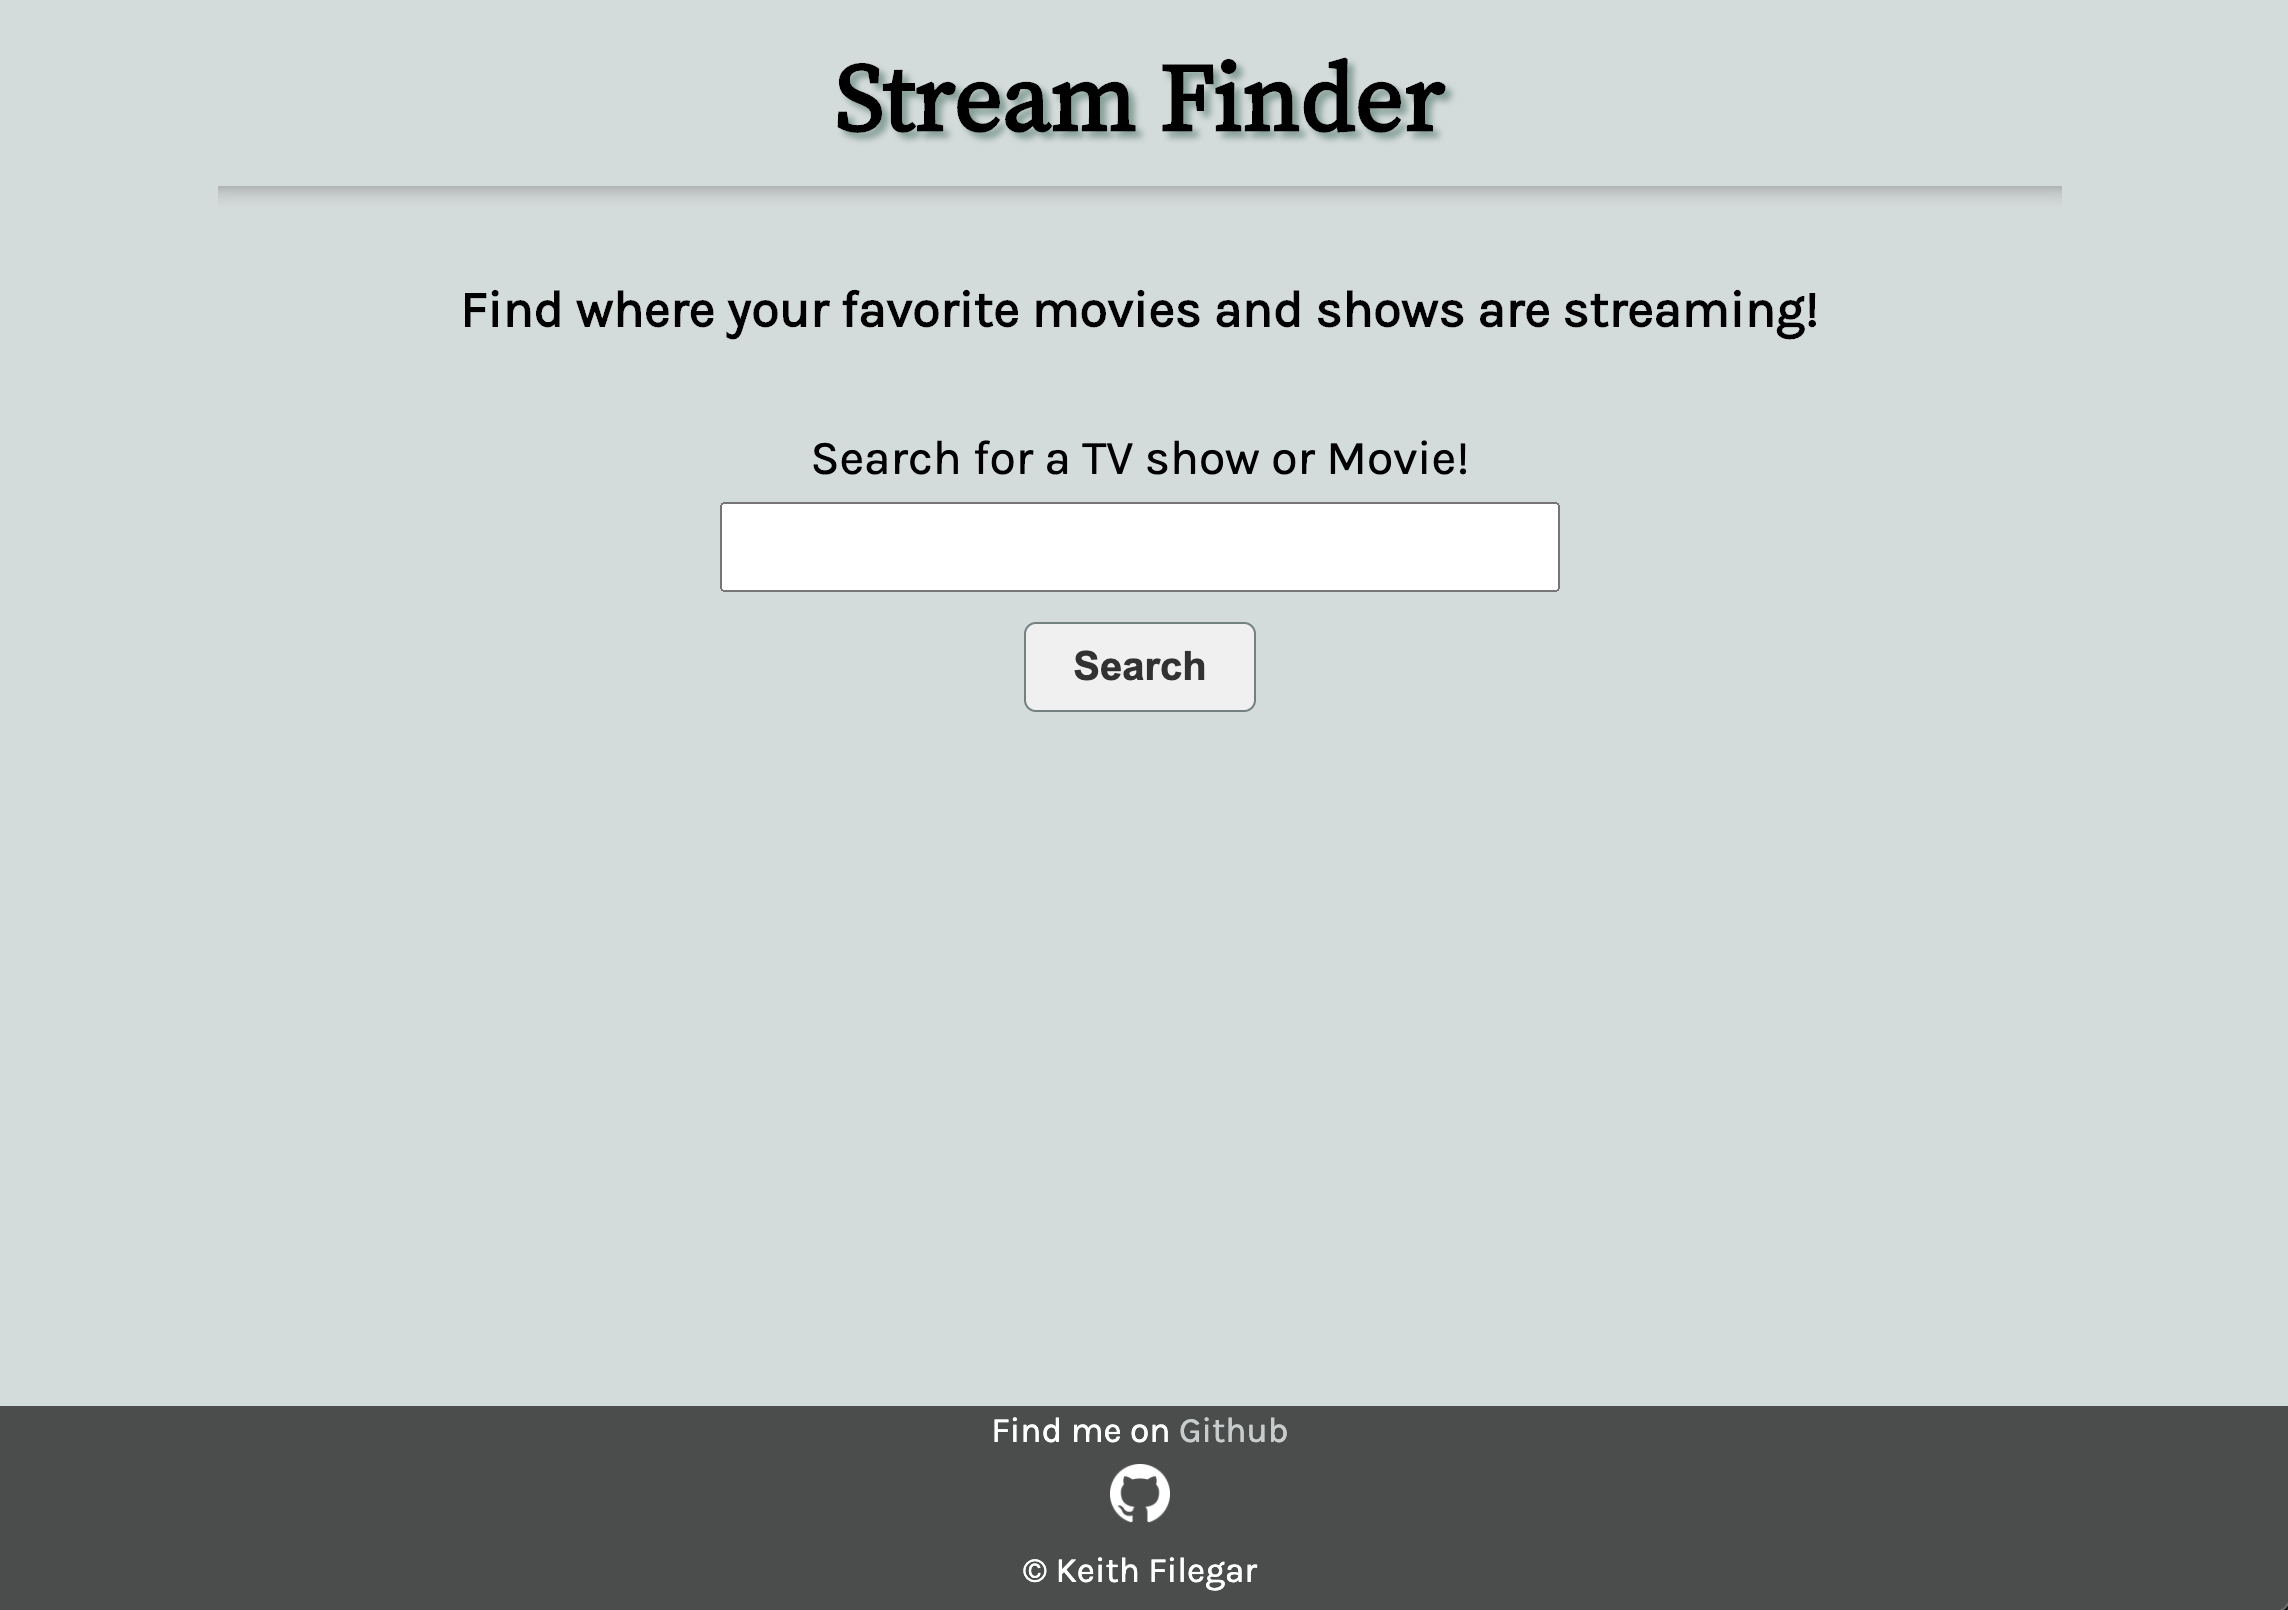 Stream Finder
Find where your favorite movies and shows are streaming!
Search for a TV show or Movie!
Search
Find me on Github
© Keith Filegar